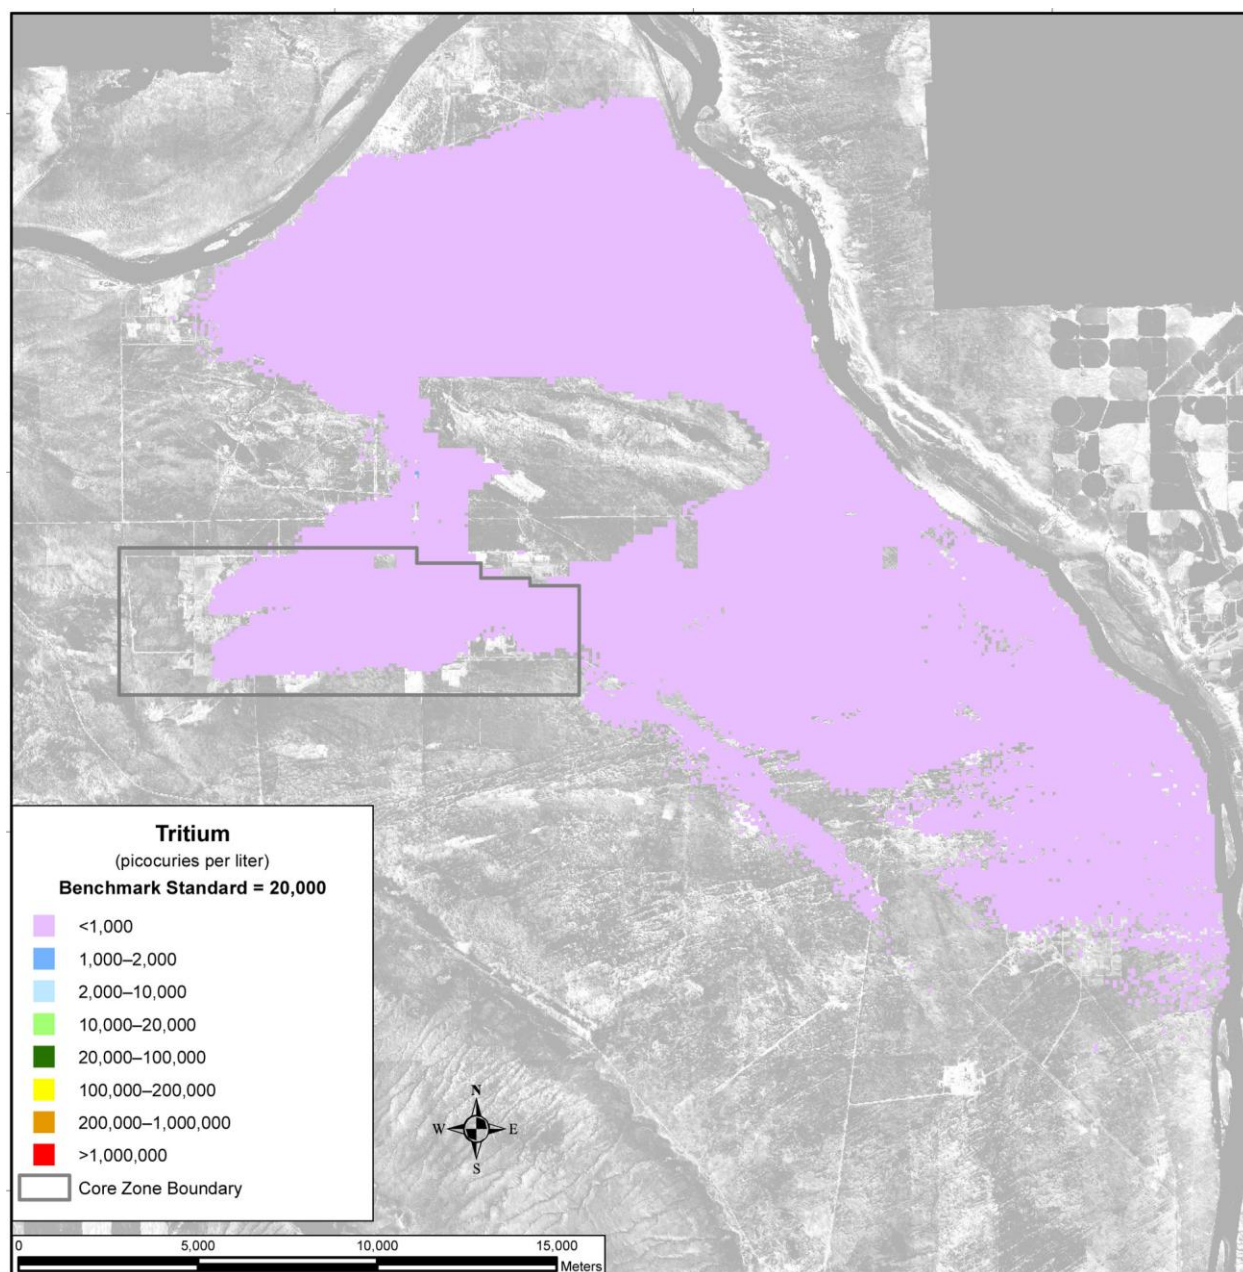 Tritium
(picocuries per liter)
Benchmark Standard = 20,000
<1,000
1,000–2,000
2,000–10,000
10,000–20,000
20,000–100,000
100,000–200,000
200,000–1,000,000
>1,000,000
Core Zone Boundary
N
W E
S
0 5,000 10,000 15,000
Meters